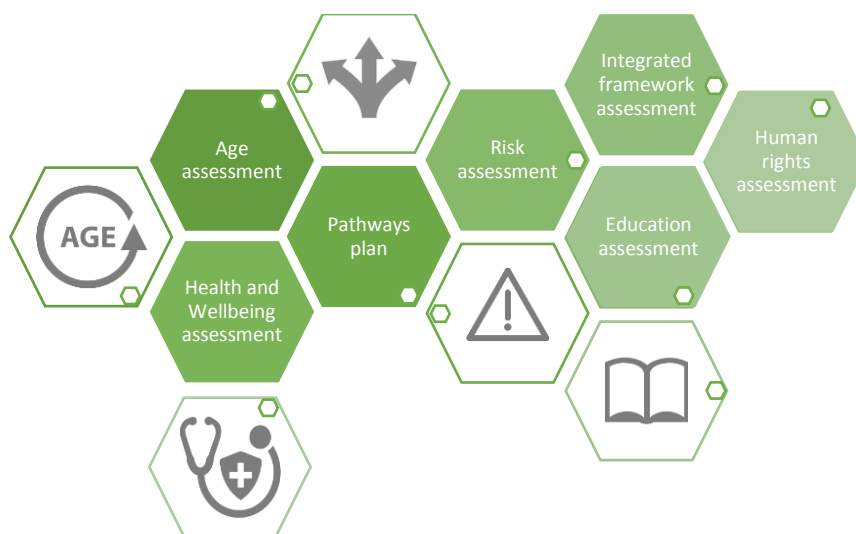 Integrated
framework
assessment
Age
assessment
Risk
assessment
Human
rights
assessment
AGE
Pathways
plan
Education
assessment
Health and
Wellbeing
assessment